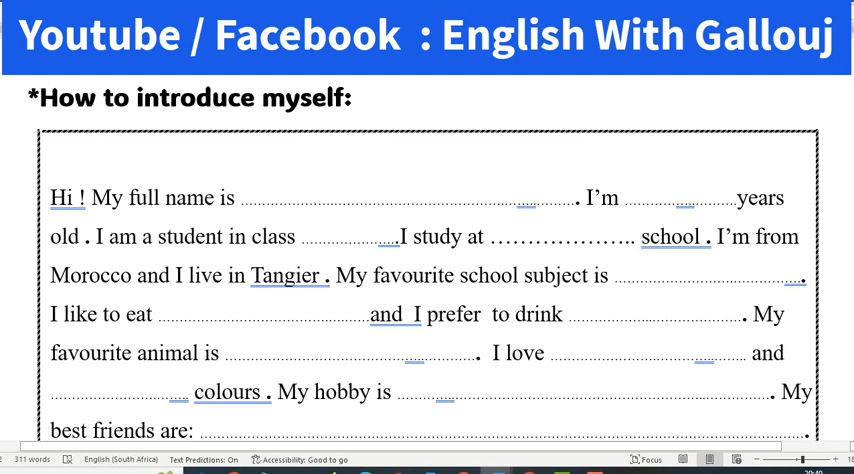 Youtube / Facebook : English With Gallouj
*How to introduce myself:
Hi ! My full name is .................................................................. . I'm ......................years
old . I am a student in class ....................I study at ………………….. school . I'm from
Morocco and I live in Tangier . My favourite school subject is ......................................
I like to eat ..........................................and I prefer to drink ................................... . My
favourite animal is .................................................. . I love ........................................ and
........................... colours . My hobby is .......................................................................... . My
best friends are: ........................................................................................................................ .
311 words English (South Africa) Text Predictions: On Accessibility: Good to go Focus